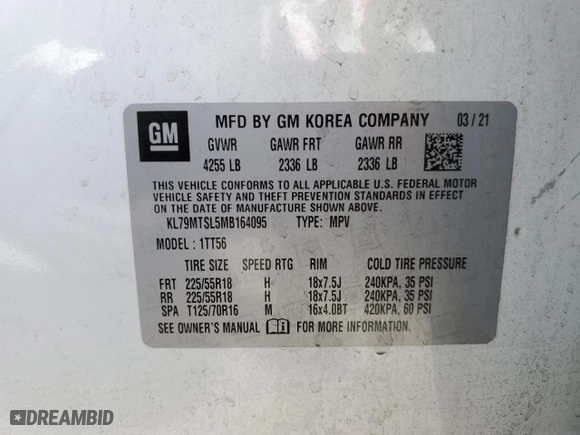 GM
MFD BY GM KOREA COMPANY 03 / 21
GVWR GAWR FRT GAWR RR
4255 LB 2336 LB 2336 LB
THIS VEHICLE CONFORMS TO ALL APPLICABLE U.S. FEDERAL MOTOR
VEHICLE SAFETY AND THEFT PREVENTION STANDARDS IN EFFECT
ON THE DATE OF MANUFACTURE SHOWN ABOVE.
KL79MTSL5MB164095 TYPE: MPV
MODEL: 1TT56
TIRE SIZE SPEED RTG RIM COLD TIRE PRESSURE
FRT 225/55R18 H 18x7.5J 240KPA, 35 PSI
RR 225/55R18 H 18x7.5J 240KPA, 35 PSI
SPA T125/70R16 M 16x4.0BT 420KPA, 60 PSI
SEE OWNER'S MANUAL FOR MORE INFORMATION.
DREAMBID